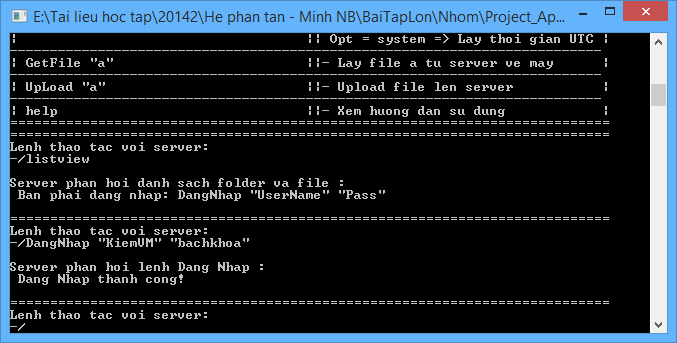 E:\Tai lieu hoc tap\20142\He phan tan - Minh NB\BaiTapLon\Nhom\Project_Ap...
| || Opt = system => Lay thoi gian UTC |
| GetFile "a" ||- Lay file a tu server ve may |
| UpLoad "a" ||- Upload file len server |
| help ||- Xem huong dan su dung |
===========================================================================
===========================================================================
Lenh thao tac voi server:
~/listview
Server phan hoi danh sach folder va file :
Ban phai dang nhap: DangNhap "UserName" "Pass"
===========================================================================
Lenh thao tac voi server:
~/DangNhap "KiemVM" "bachkhoa"
Server phan hoi lenh Dang Nhap :
Dang Nhap thanh cong!
===========================================================================
Lenh thao tac voi server:
~/